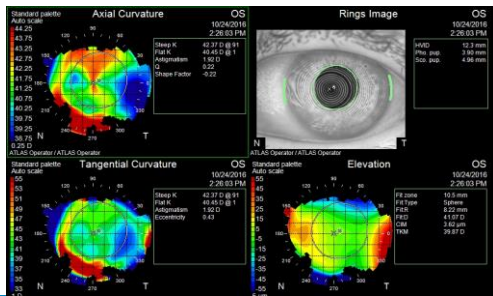 Standard palette
Auto scale
Axial Curvature
OS
10/24/2016
2:26:03 PM
44.25
43.75
43.25
42.75
42.25
41.75
41.25
40.75
40.25
39.75
39.25
38.75
0.25 D
Steep K 42.37 D @ 91
Flat K 40.45 D @ 1
Astigmatism 1.92 D
Q 0.22
Shape Factor -0.22
N
T
ATLAS Operator / ATLAS Operator
Rings Image
OS
10/24/2016
2:26:03 PM
HVID 12.3 mm
Pho. pup. 3.90 mm
Sco. pup. 4.96 mm
N
T
ATLAS Operator / ATLAS Operator
Standard palette
Auto scale
Tangential Curvature
OS
10/24/2016
2:26:03 PM
55
53
51
49
47
45
43
41
39
37
35
33
Steep K 42.37 D @ 91
Flat K 40.45 D @ 1
Astigmatism 1.92 D
Eccentricity 0.43
N
T
Standard palette
Auto scale
Elevation
OS
10/24/2016
2:26:03 PM
55
45
35
25
15
5
-5
-15
-25
-35
-45
-55
Fit zone 10.5 mm
Fit Type Sphere
Fit R 8.22 mm
Fit D 41.07 D
CIM 3.62 µm
TKM 39.87 D
N
T